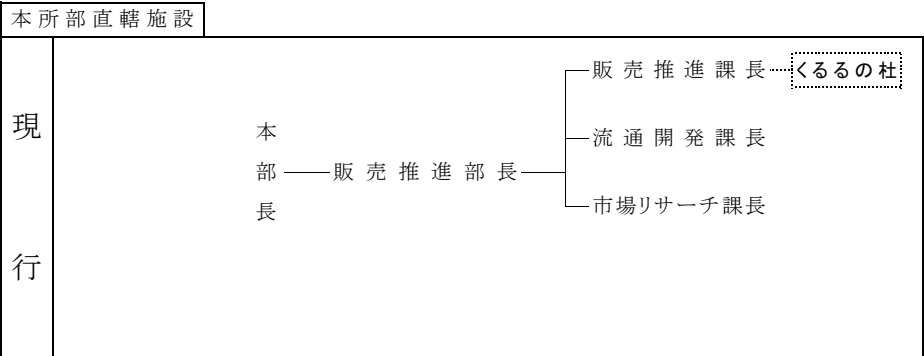 本所部直轄施設
現行
本部長
販売推進部長
販売推進課長
くるるの杜
流通開発課長
市場リサーチ課長